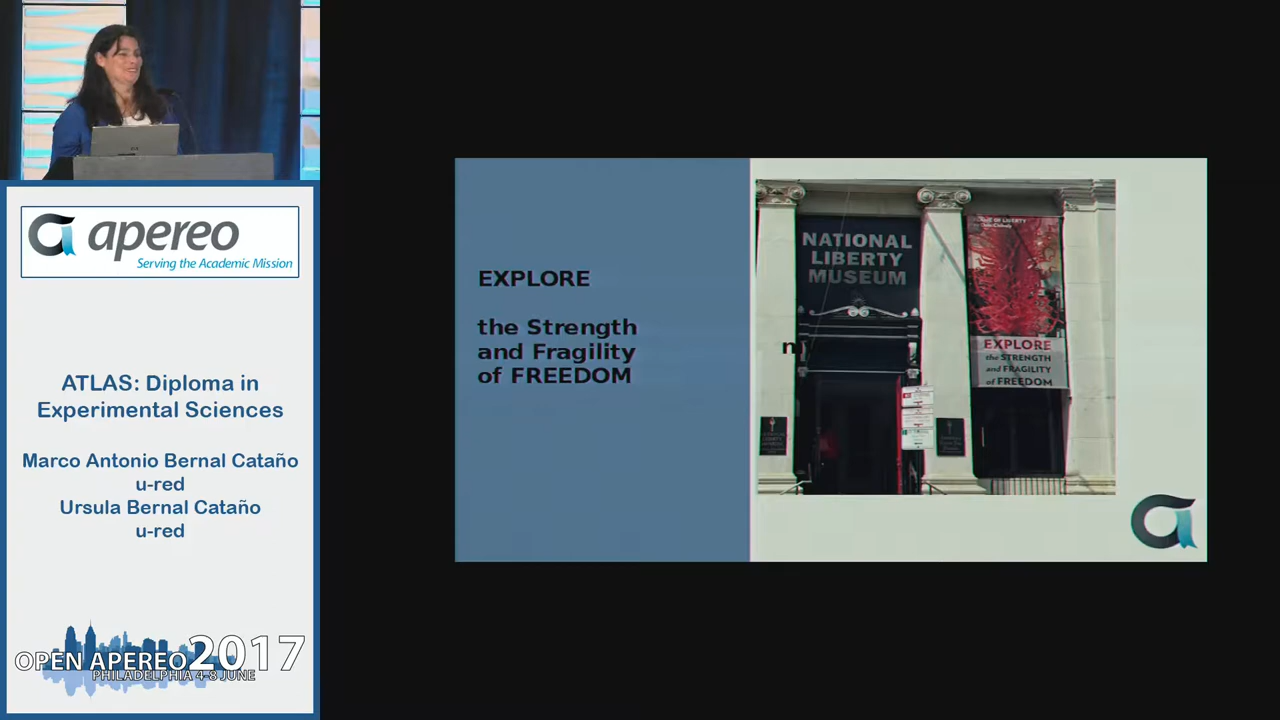 apereo
Serving the Academic Mission
ATLAS: Diploma in
Experimental Sciences
Marco Antonio Bernal Cataño
u-red
Ursula Bernal Cataño
u-red
OPEN APEREO 2017
PHILADELPHIA 4-8 JUNE
EXPLORE
the Strength
and Fragility
of FREEDOM
n
NATIONAL
LIBERTY
MUSEUM
EXPLORE
the STRENGTH
and FRAGILITY
of FREEDOM